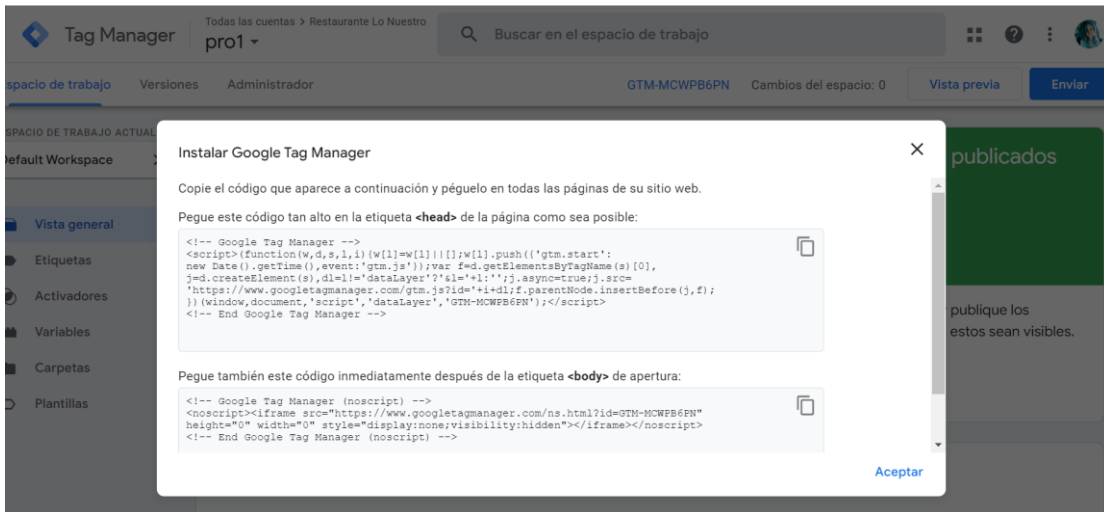 Tag Manager
Todas las cuentas > Restaurante Lo Nuestro
pro1
Buscar en el espacio de trabajo
spacio de trabajo
Versiones
Administrador
GTM-MCWPB6PN
Cambios del espacio: 0
Vista previa
Enviar
SPACIO DE TRABAJO ACTUAL
Default Workspace
Vista general
Etiquetas
Activadores
Variables
Carpetas
Plantillas
Instalar Google Tag Manager
Copie el código que aparece a continuación y péguelo en todas las páginas de su sitio web.
Pegue este código tan alto en la etiqueta <head> de la página como sea posible:
<!-- Google Tag Manager -->
<script>(function(w,d,s,l,i){w[l]=w[l]||[];w[l].push({'gtm.start':
new Date().getTime(),event:'gtm.js'});var f=d.getElementsByTagName(s)[0],
j=d.createElement(s),dl=l!='dataLayer'?'&l='+l:'';j.async=true;j.src=
'https://www.googletagmanager.com/gtm.js?id='+i+dl;f.parentNode.insertBefore(j,f);
})(window,document,'script','dataLayer','GTM-MCWPB6PN');</script>
<!-- End Google Tag Manager -->
Pegue también este código inmediatamente después de la etiqueta <body> de apertura:
<!-- Google Tag Manager (noscript) -->
<noscript><iframe src="https://www.googletagmanager.com/ns.html?id=GTM-MCWPB6PN"
height="0" width="0" style="display:none;visibility:hidden"></iframe></noscript>
<!-- End Google Tag Manager (noscript) -->
Aceptar
publicados
publique los
estos sean visibles.